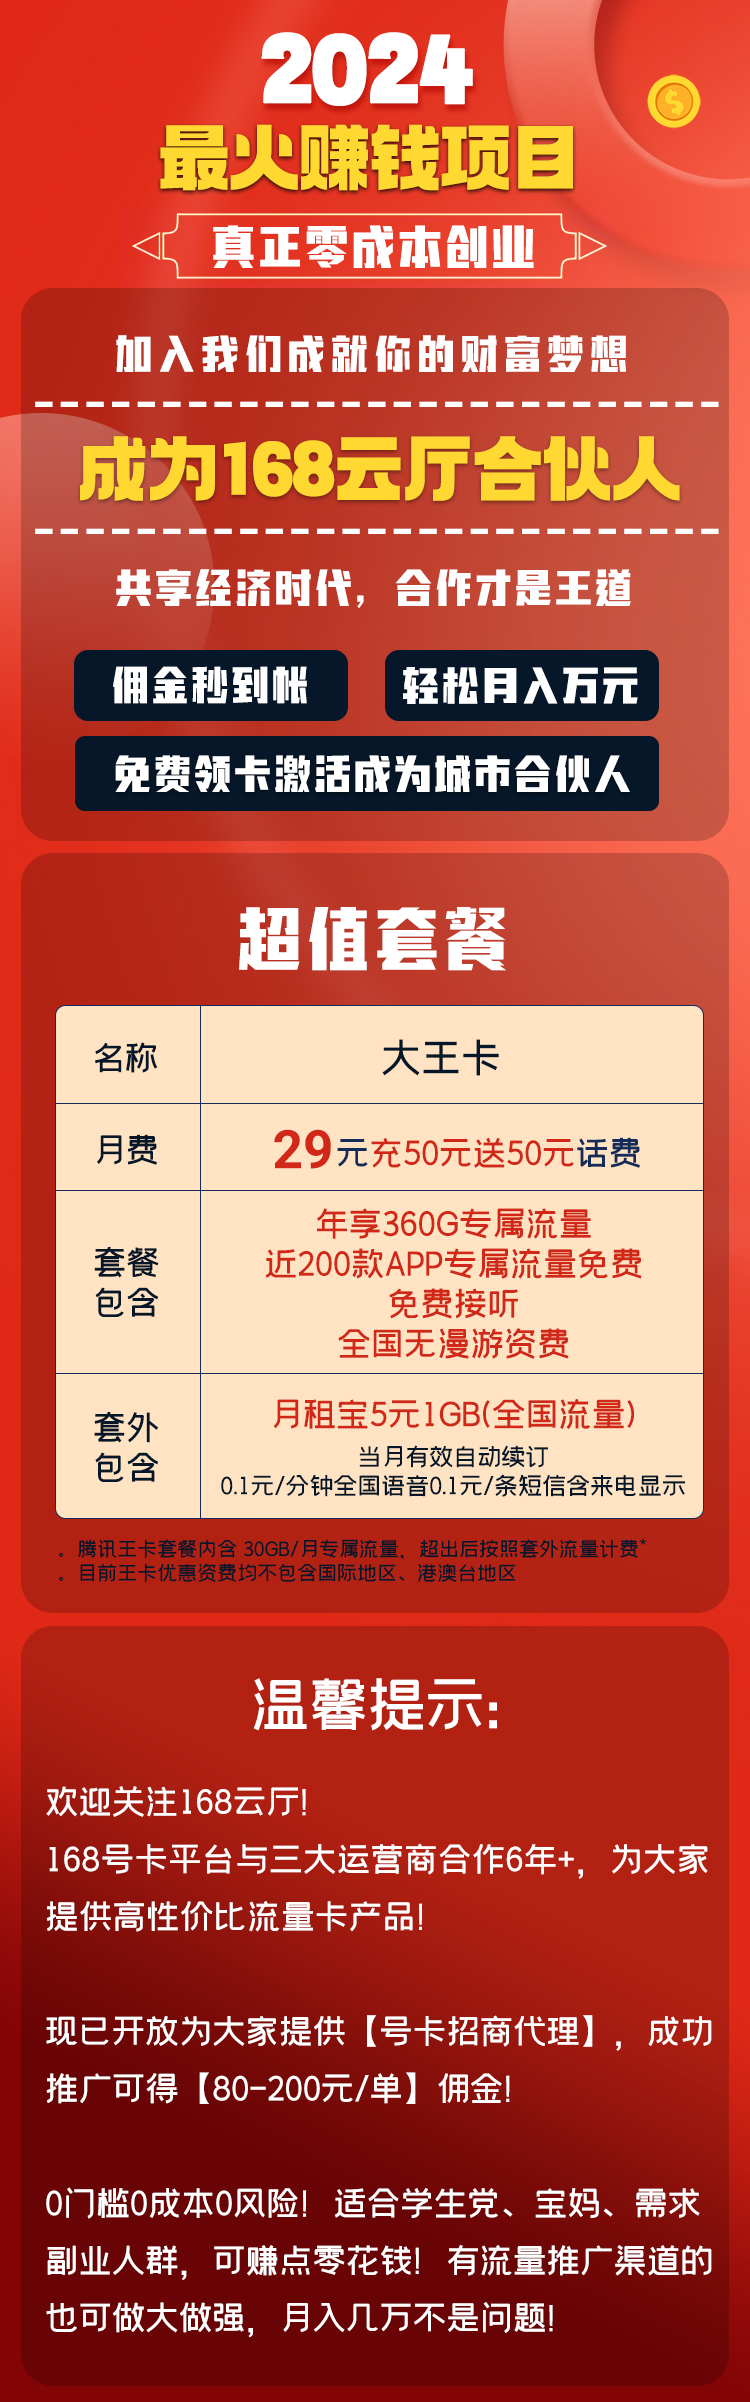 2024
最火赚钱项目
真正零成本创业
加入我们成就你的财富梦想
成为168云厅合伙人
共享经济时代，合作才是王道
佣金秒到帐
轻松月入万元
免费领卡激活成为城市合伙人
超值套餐
名称
大王卡
月费
29元充50元送50元话费
套餐
包含
年享360G专属流量
近200款APP专属流量免费
免费接听
全国无漫游资费
套外
包含
月租宝5元1GB(全国流量)
当月有效自动续订
0.1元/分钟全国语音0.1元/条短信含来电显示
。腾讯王卡套餐内含 30GB/月专属流量，超出后按照套外流量计费*
。目前王卡优惠资费均不包含国际地区、港澳台地区
温馨提示:
欢迎关注168云厅!
168号卡平台与三大运营商合作6年+，为大家
提供高性价比流量卡产品!
现已开放为大家提供【号卡招商代理】，成功
推广可得【80-200元/单】佣金!
0门槛0成本0风险! 适合学生党、宝妈、需求
副业人群，可赚点零花钱! 有流量推广渠道的
也可做大做强，月入几万不是问题!